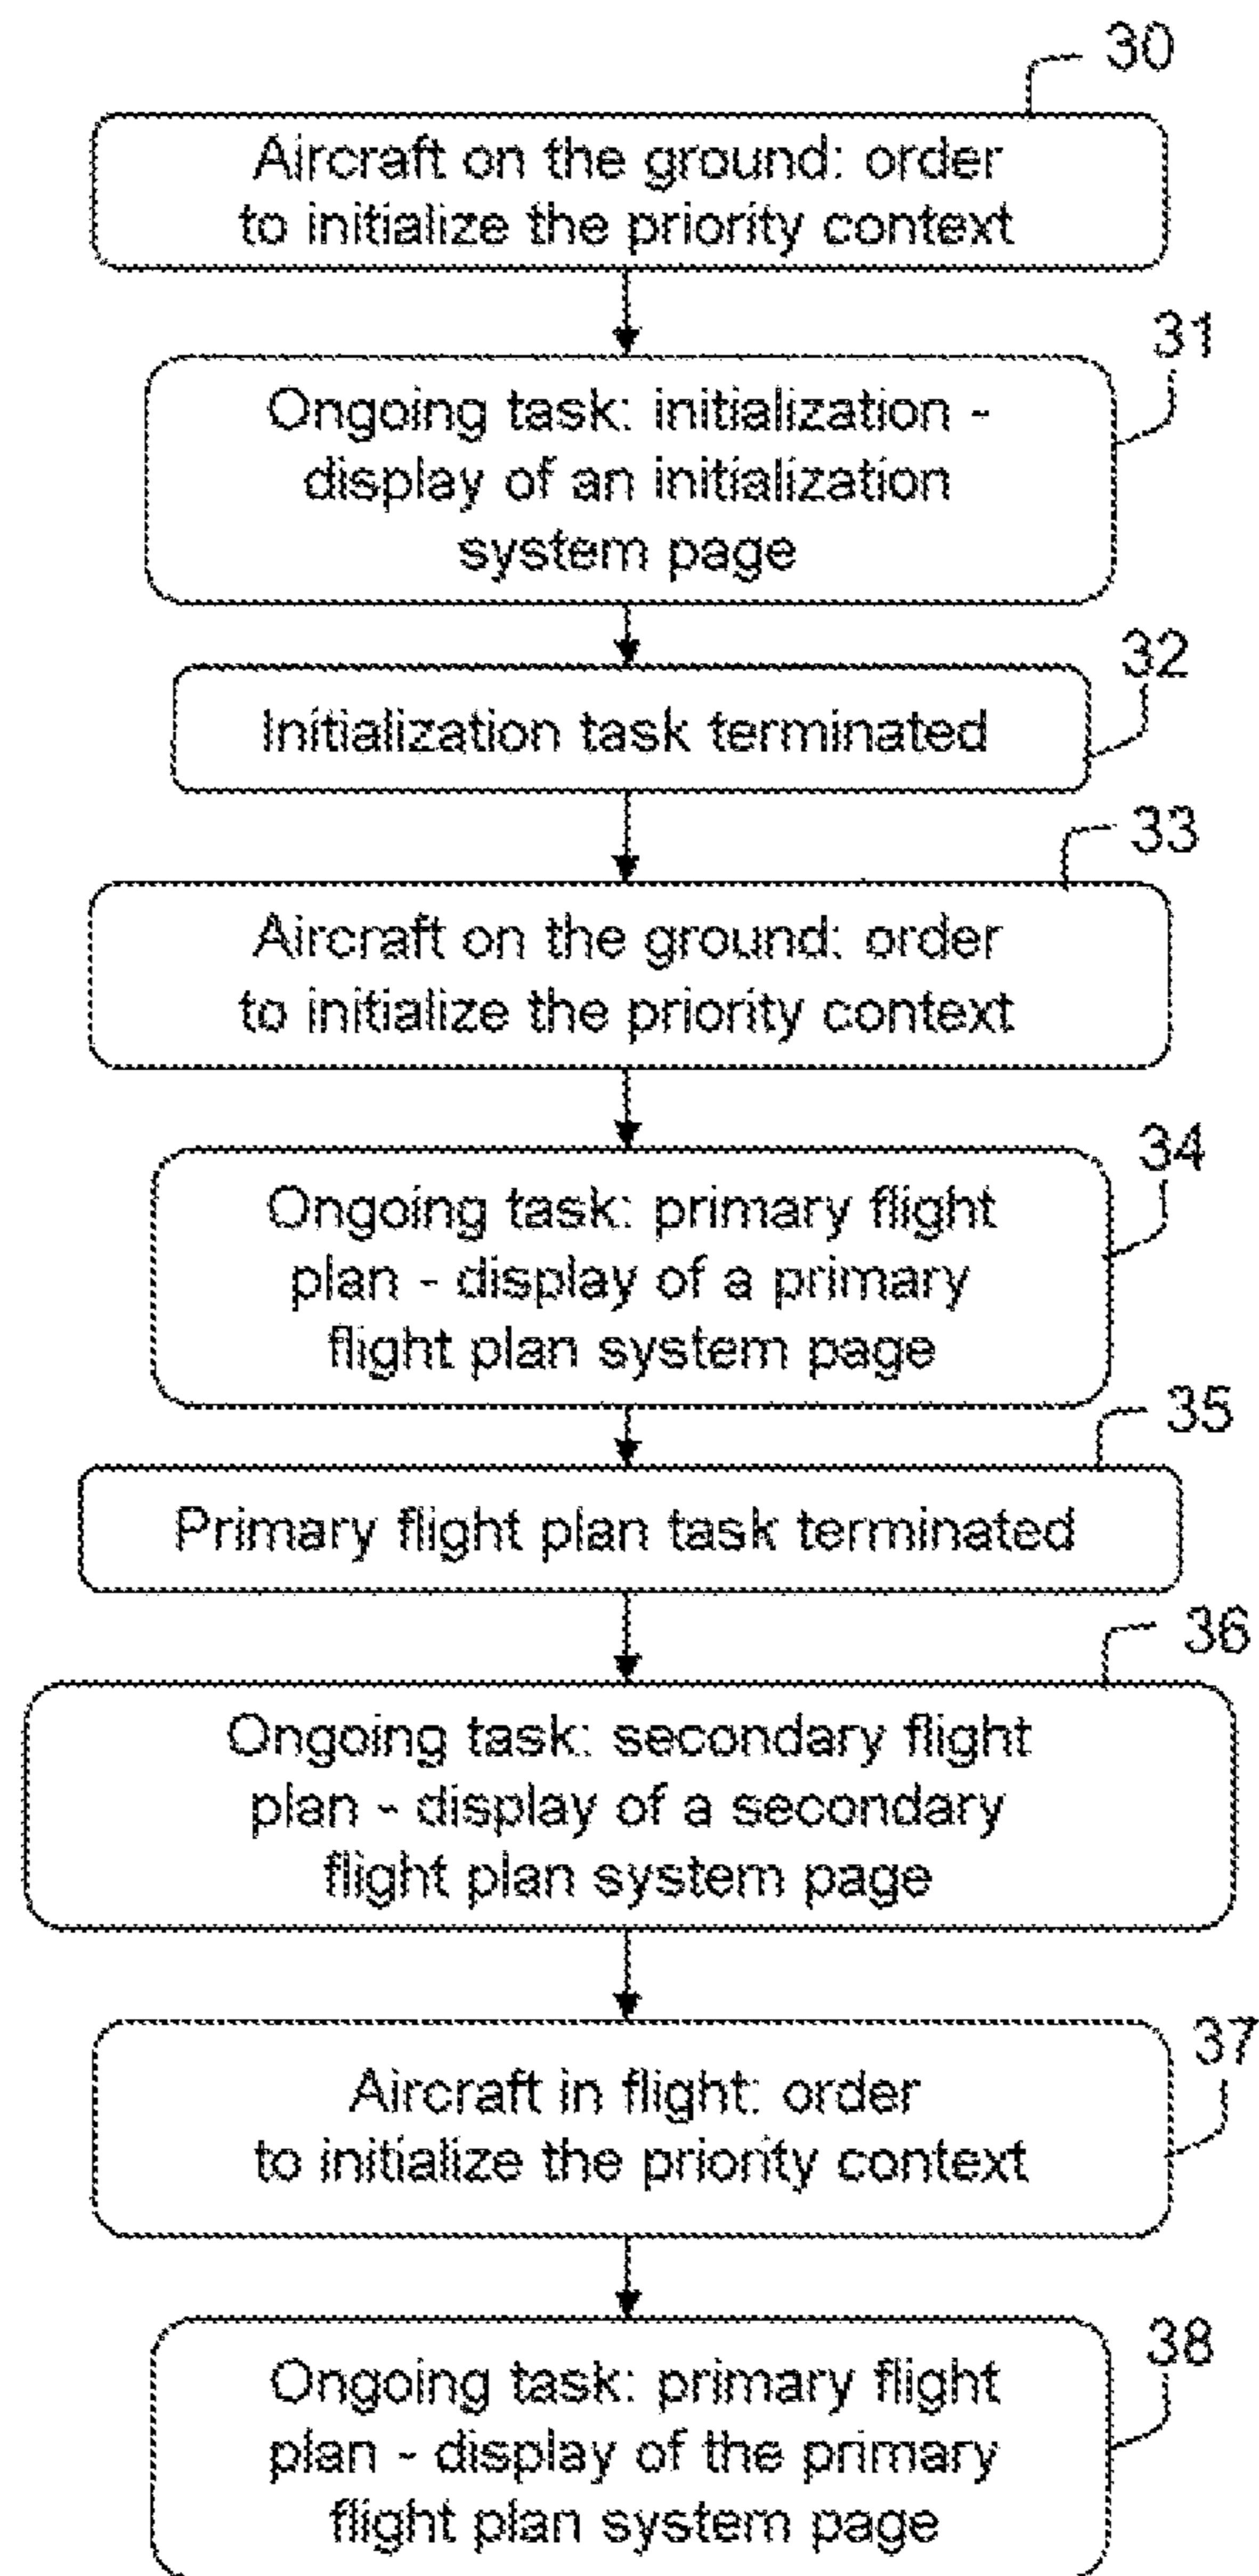 30
Aircraft on the ground: order
to initialize the priority context
31
Ongoing task: initialization -
display of an initialization
system page
32
Initialization task terminated
33
Aircraft on the ground: order
to initialize the priority context
34
Ongoing task: primary flight
plan - display of a primary
flight plan system page
35
Primary flight plan task terminated
36
Ongoing task: secondary flight
plan - display of a secondary
flight plan system page
37
Aircraft in flight: order
to initialize the priority context
38
Ongoing task: primary flight
plan - display of the primary
flight plan system page